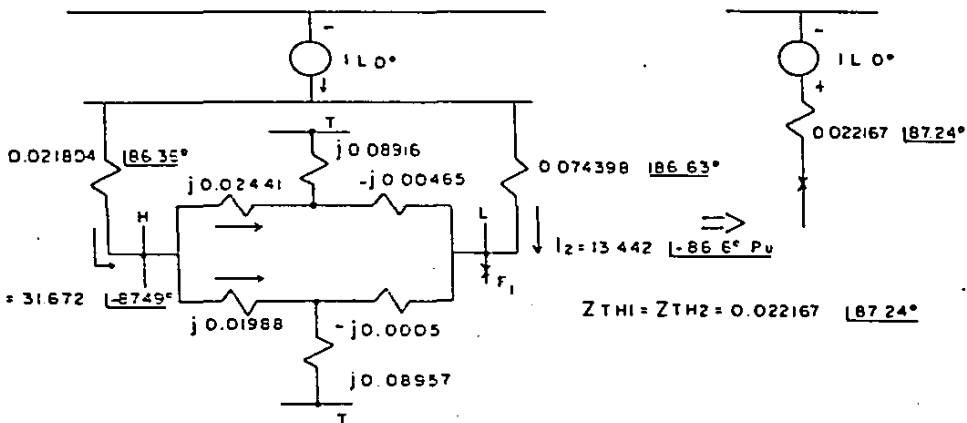 -
1 L 0°
-
1 L 0°
+
T
j0.08916
0.021804 |86.36°
0.074398 |86.63°
0.022167 |87.24°
j0.02441
-j0.00465
H
L
F1
⇒
I2=13.442 |-86.6° Pu
= 31.672 |-87.49°
j0.01988
-j0.0005
ZTH1=ZTH2=0.022167 |87.24°
j0.08957
T